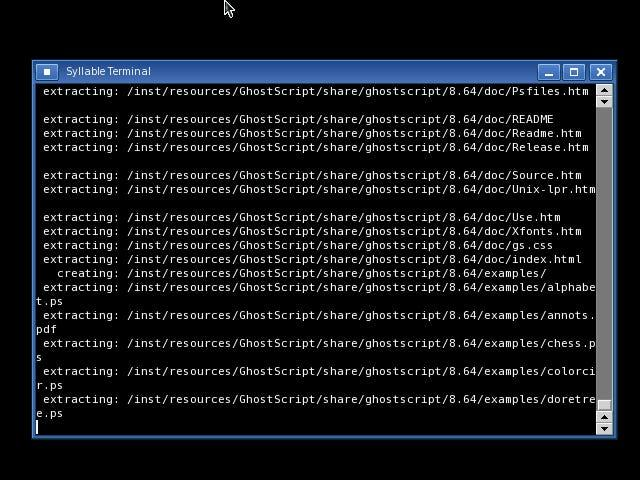 Syllable Terminal
extracting: /inst/resources/GhostScript/share/ghostscript/8.64/doc/Psfiles.htm
extracting: /inst/resources/GhostScript/share/ghostscript/8.64/doc/README
extracting: /inst/resources/GhostScript/share/ghostscript/8.64/doc/Readme.htm
extracting: /inst/resources/GhostScript/share/ghostscript/8.64/doc/Release.htm
extracting: /inst/resources/GhostScript/share/ghostscript/8.64/doc/Source.htm
extracting: /inst/resources/GhostScript/share/ghostscript/8.64/doc/Unix-lpr.htm
extracting: /inst/resources/GhostScript/share/ghostscript/8.64/doc/Use.htm
extracting: /inst/resources/GhostScript/share/ghostscript/8.64/doc/Xfonts.htm
extracting: /inst/resources/GhostScript/share/ghostscript/8.64/doc/gs.css
extracting: /inst/resources/GhostScript/share/ghostscript/8.64/doc/index.html
creating: /inst/resources/GhostScript/share/ghostscript/8.64/examples/
extracting: /inst/resources/GhostScript/share/ghostscript/8.64/examples/alphabe
t.ps
extracting: /inst/resources/GhostScript/share/ghostscript/8.64/examples/annots.
pdf
extracting: /inst/resources/GhostScript/share/ghostscript/8.64/examples/chess.p
s
extracting: /inst/resources/GhostScript/share/ghostscript/8.64/examples/colorci
r.ps
extracting: /inst/resources/GhostScript/share/ghostscript/8.64/examples/doretre
e.ps